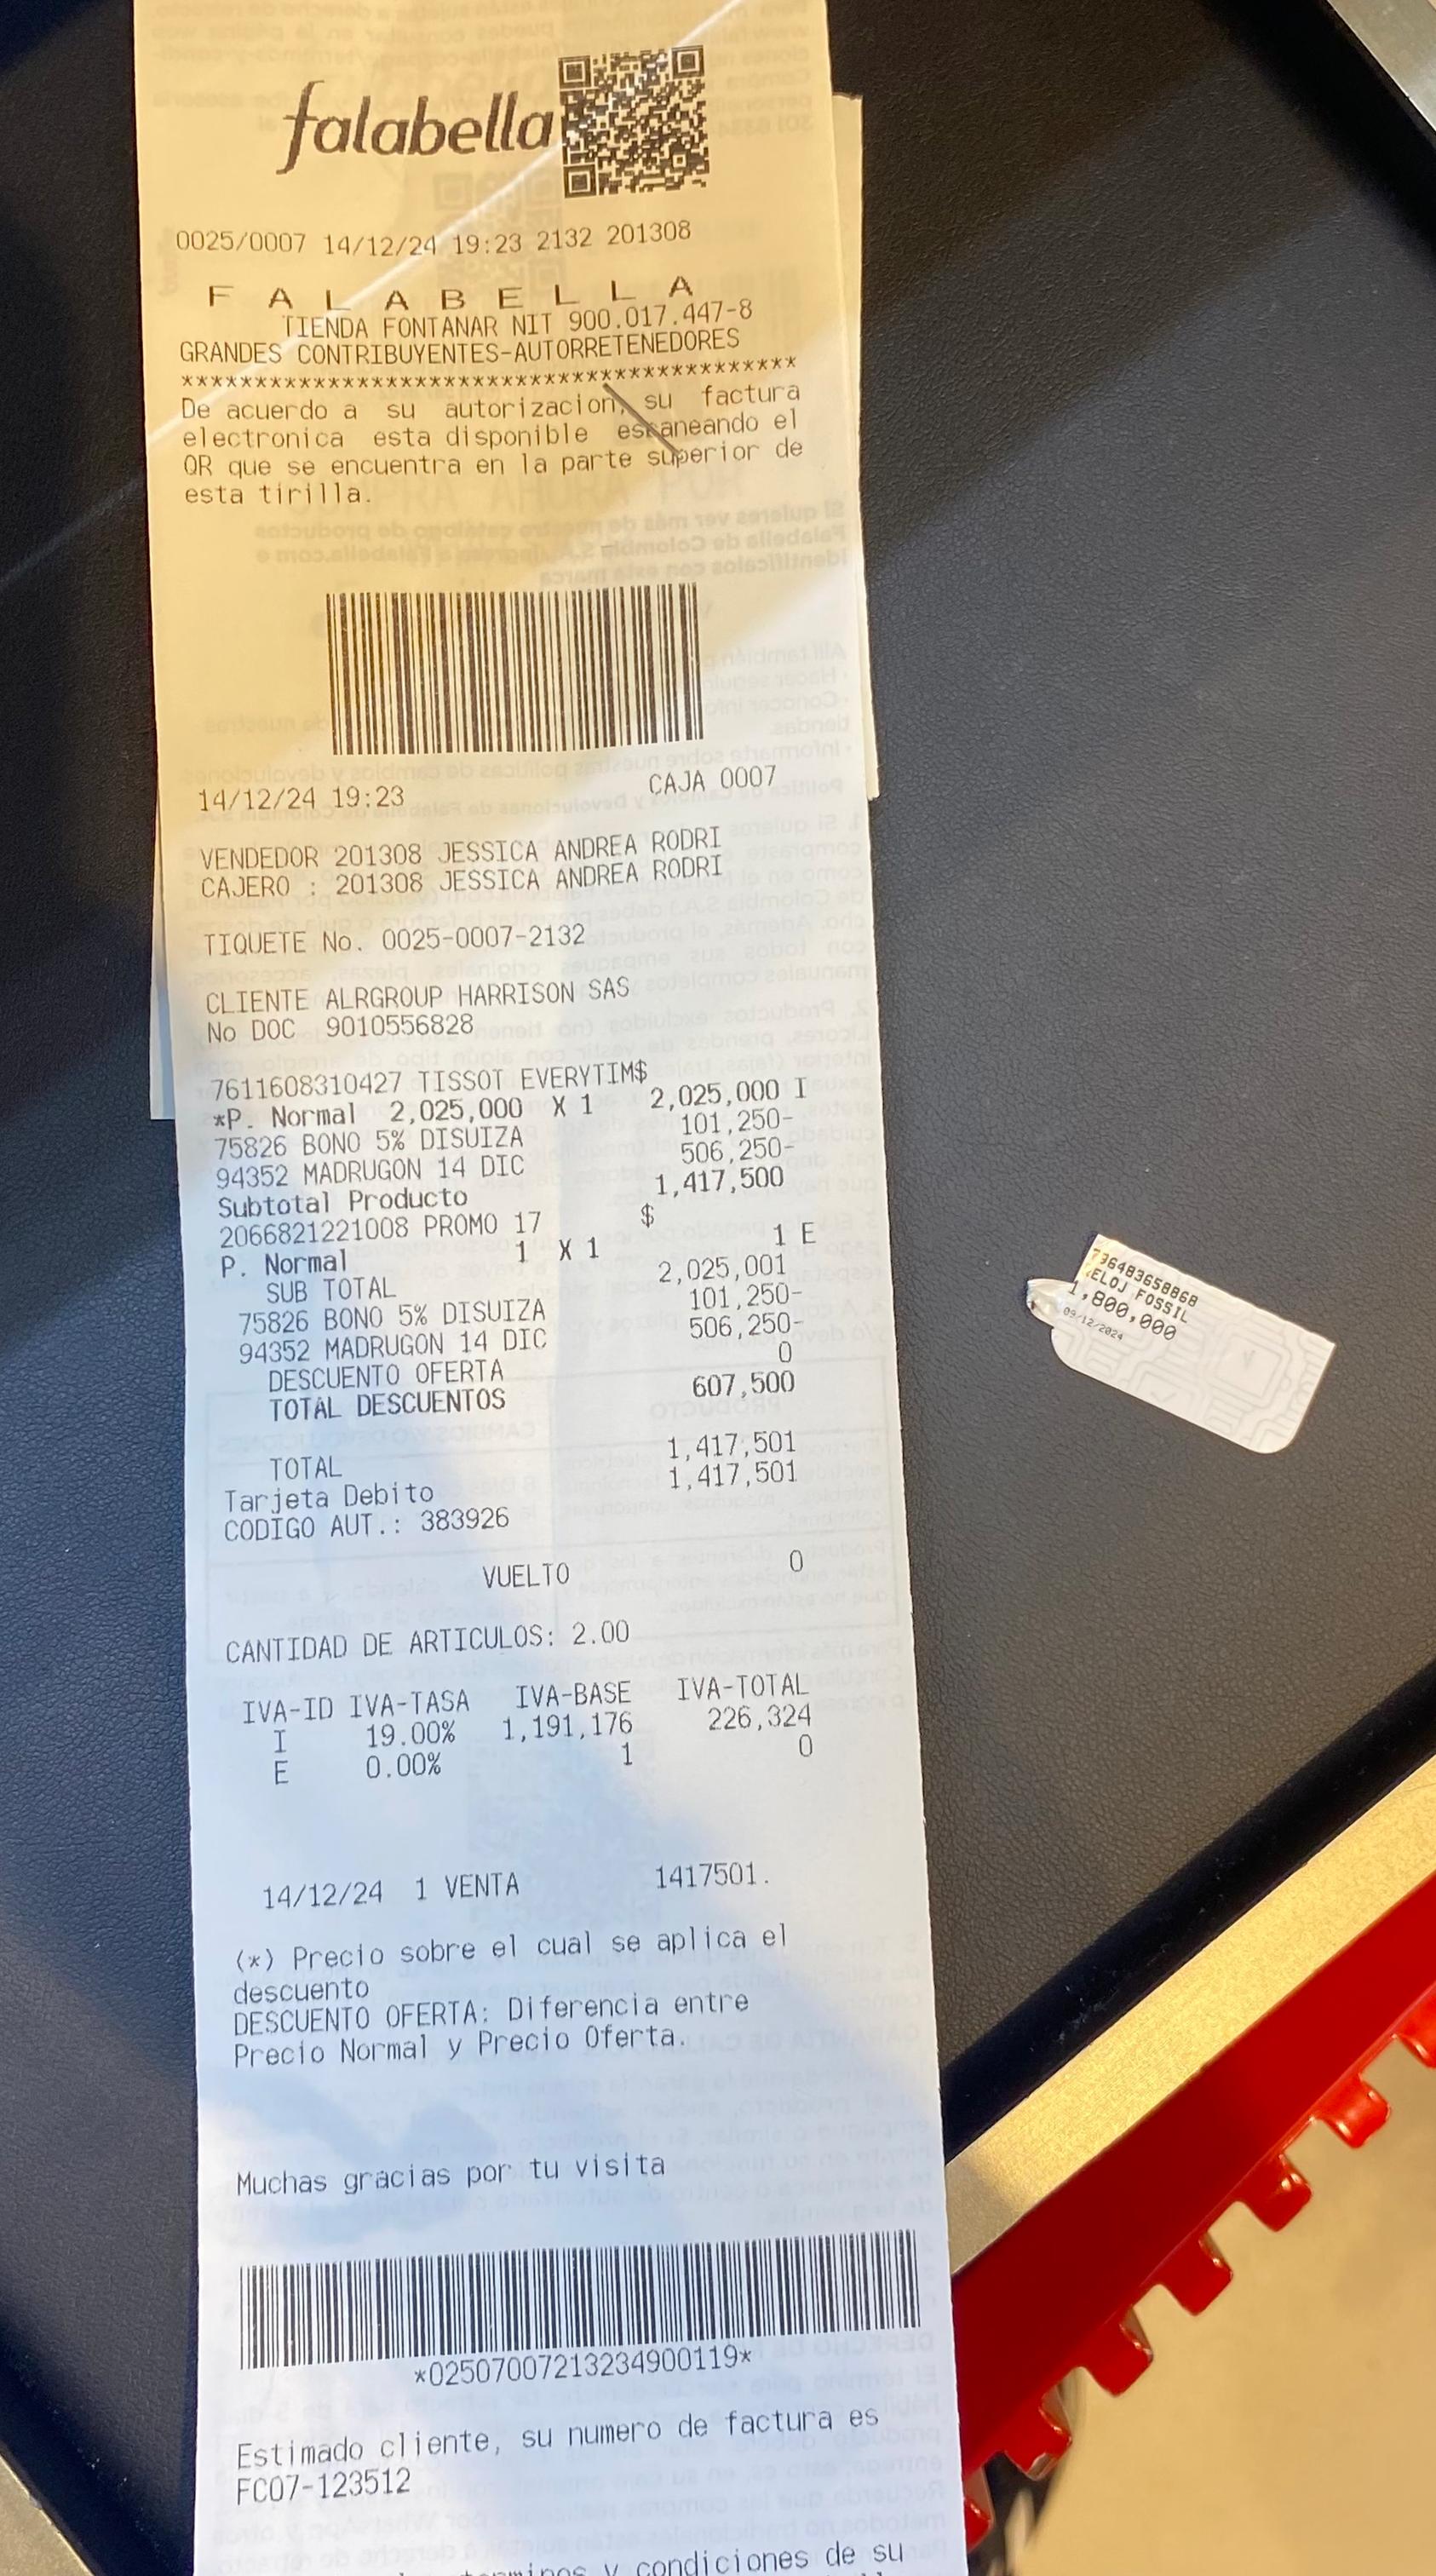 falabella
0025/0007 14/12/24 19:23 2132 201308
F A L A B E L L A
TIENDA FONTANAR NIT 900.017.447-8
GRANDES CONTRIBUYENTES-AUTORRETENEDORES
******************************************
De acuerdo a su autorizacion, su factura
electronica esta disponible escaneando el
QR que se encuentra en la parte superior de
esta tirilla.
14/12/24 19:23 CAJA 0007
VENDEDOR 201308 JESSICA ANDREA RODRI
CAJERO : 201308 JESSICA ANDREA RODRI
TIQUETE No. 0025-0007-2132
CLIENTE ALRGROUP HARRISON SAS
No DOC 9010556828
7611608310427 TISSOT EVERYTIM$
*P. Normal 2,025,000 X 1 2,025,000 I
75826 BONO 5% DISUIZA 101,250-
94352 MADRUGON 14 DIC 506,250-
Subtotal Producto 1,417,500
2066821221008 PROMO 17 $
P. Normal 1 X 1 1 E
SUB TOTAL 2,025,001
75826 BONO 5% DISUIZA 101,250-
94352 MADRUGON 14 DIC 506,250-
DESCUENTO OFERTA 0
TOTAL DESCUENTOS 607,500
TOTAL 1,417,501
Tarjeta Debito 1,417,501
CODIGO AUT.: 383926
VUELTO 0
CANTIDAD DE ARTICULOS: 2.00
IVA-ID IVA-TASA IVA-BASE IVA-TOTAL
I 19.00% 1,191,176 226,324
E 0.00% 1 0
14/12/24 1 VENTA 1417501.
(*) Precio sobre el cual se aplica el
descuento
DESCUENTO OFERTA: Diferencia entre
Precio Normal y Precio Oferta.
Muchas gracias por tu visita
*02507007213234900119*
Estimado cliente, su numero de factura es
FC07-123512
y condiciones de su
796483658868
ELOJ FOSSIL
1,800,000
09/12/2024